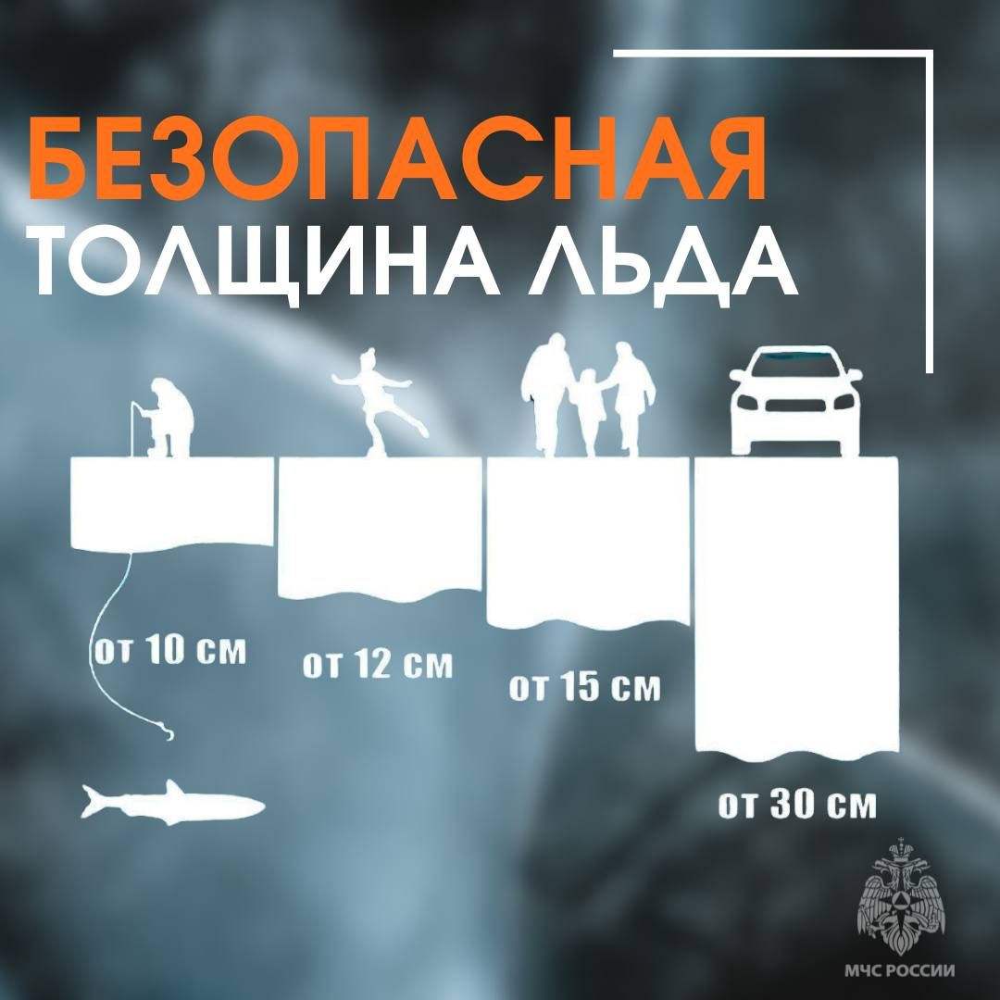 БЕЗОПАСНАЯ
ТОЛЩИНА ЛЬДА
от 10 см
от 12 см
от 15 см
от 30 см
МЧС РОССИИ